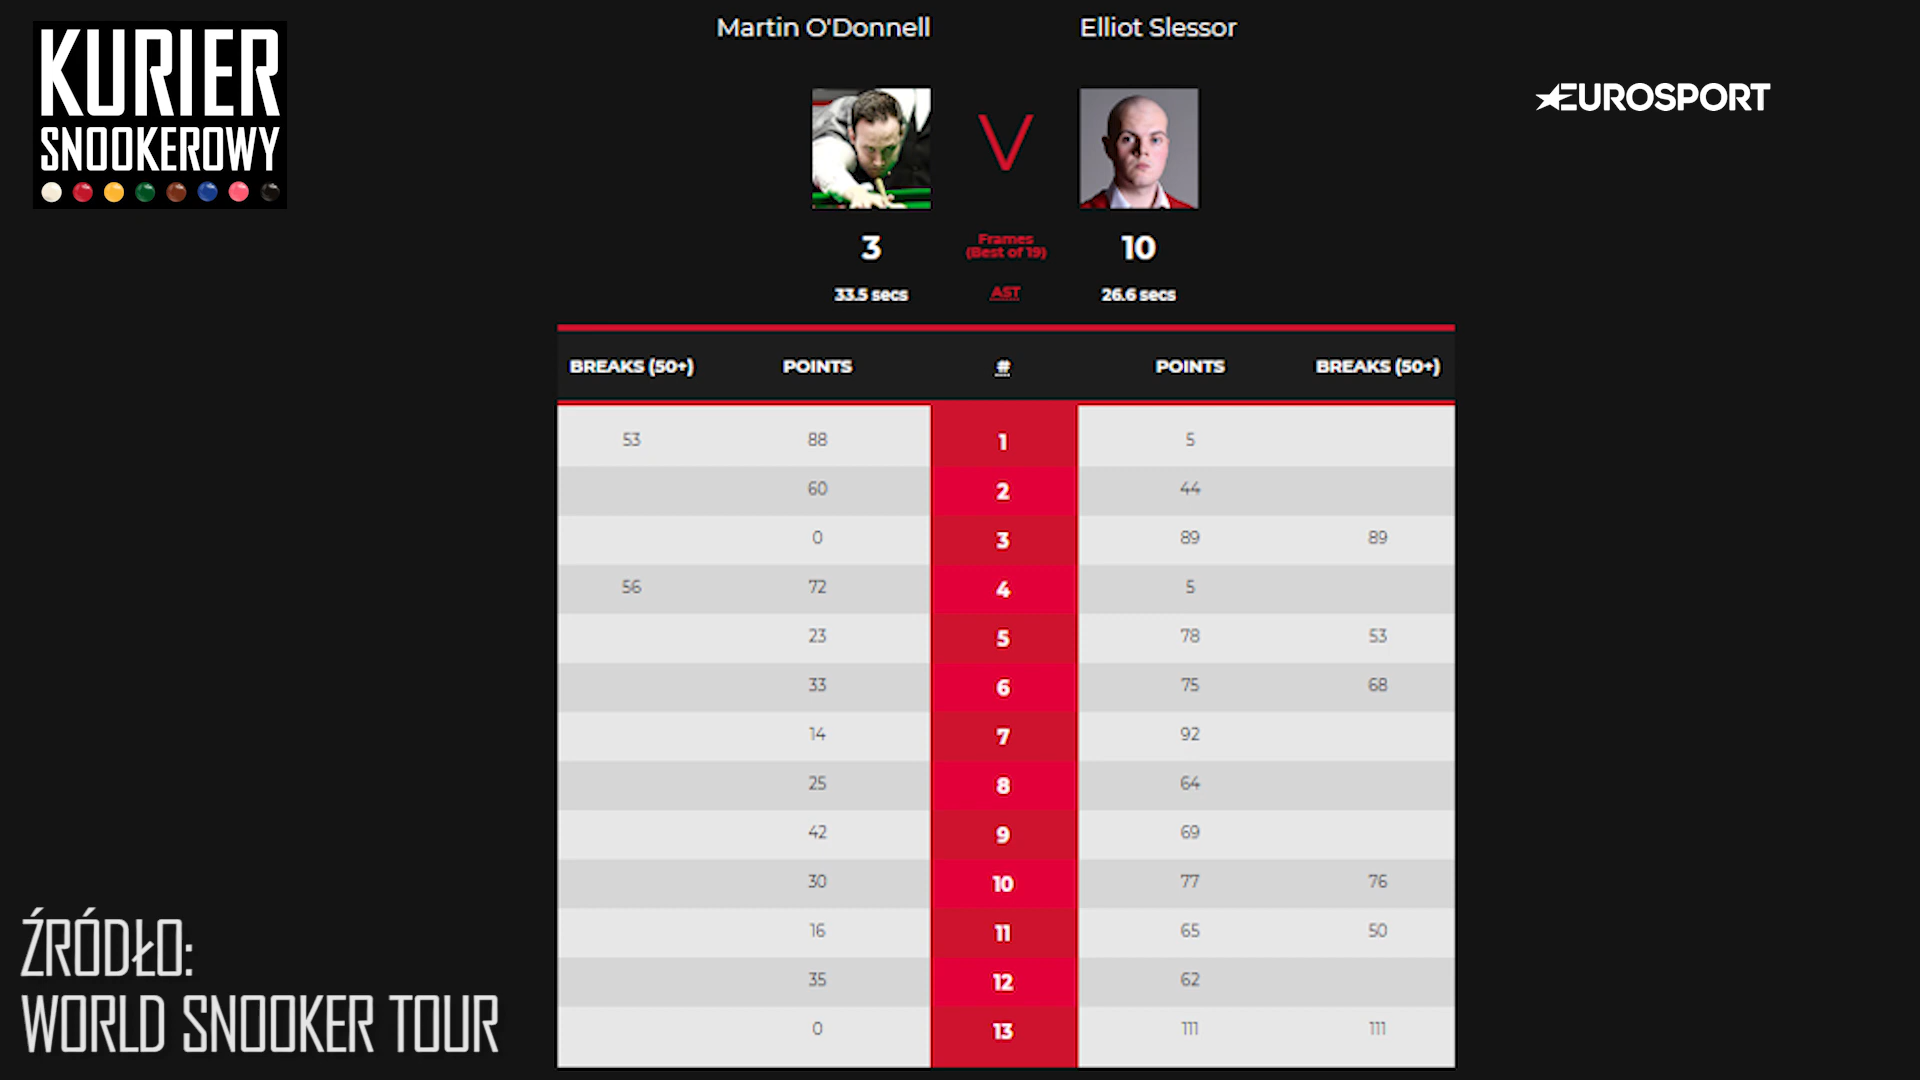 KURIER
SNOOKEROWY
Martin O'Donnell
Elliot Slessor
EUROSPORT
V
3 Frames (Best of 19) 10
33.5 secs AST 26.6 secs
BREAKS (50+) POINTS # POINTS BREAKS (50+)
53 88 1 5
60 2 44
0 3 89 89
56 72 4 5
23 5 78 53
33 6 75 68
14 7 92
25 8 64
42 9 69
30 10 77 76
16 11 65 50
35 12 62
0 13 111 111
ŹRÓDŁO:
WORLD SNOOKER TOUR